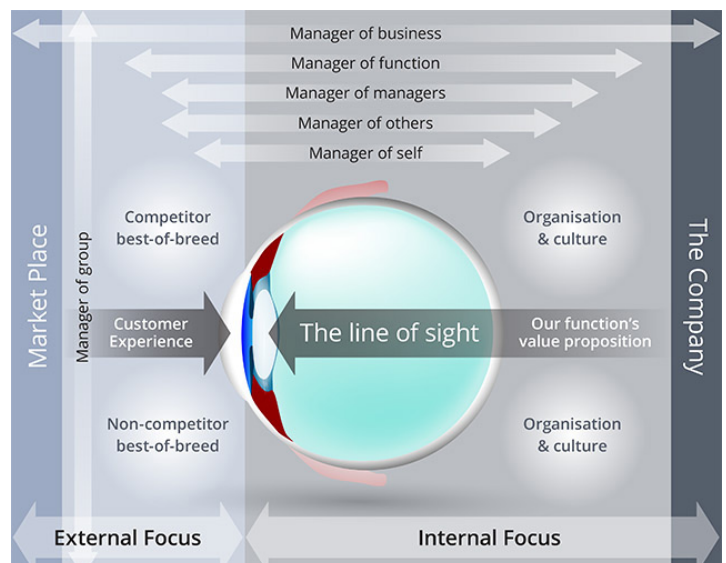 Manager of business
Manager of function
Manager of managers
Manager of others
Manager of self
Market Place
Manager of group
Competitor
best-of-breed
Organisation
& culture
The Company
Customer
Experience
The line of sight
Our function's
value proposition
Non-competitor
best-of-breed
Organisation
& culture
External Focus
Internal Focus